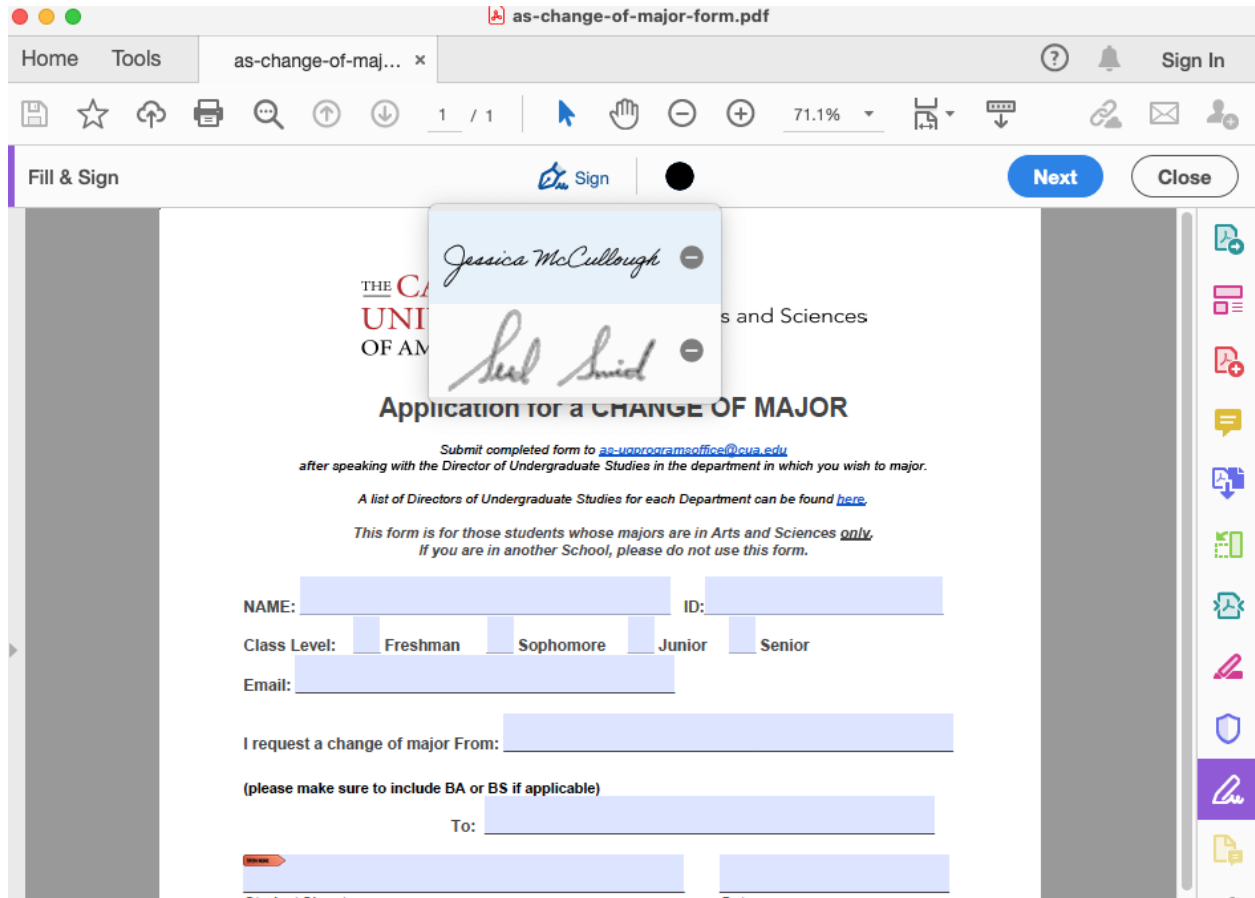 as-change-of-major-form.pdf
Home Tools as-change-of-maj... × Sign In
1 / 1 71.1%
Fill & Sign Sign Next Close
Jessica McCullough
THE CA
UNI s and Sciences
OF AM
Application for a CHANGE OF MAJOR
Submit completed form to as-ugprogramsoffice@cua.edu
after speaking with the Director of Undergraduate Studies in the department in which you wish to major.
A list of Directors of Undergraduate Studies for each Department can be found here.
This form is for those students whose majors are in Arts and Sciences only.
If you are in another School, please do not use this form.
NAME: ID:
Class Level: Freshman Sophomore Junior Senior
Email:
I request a change of major From:
(please make sure to include BA or BS if applicable)
To: